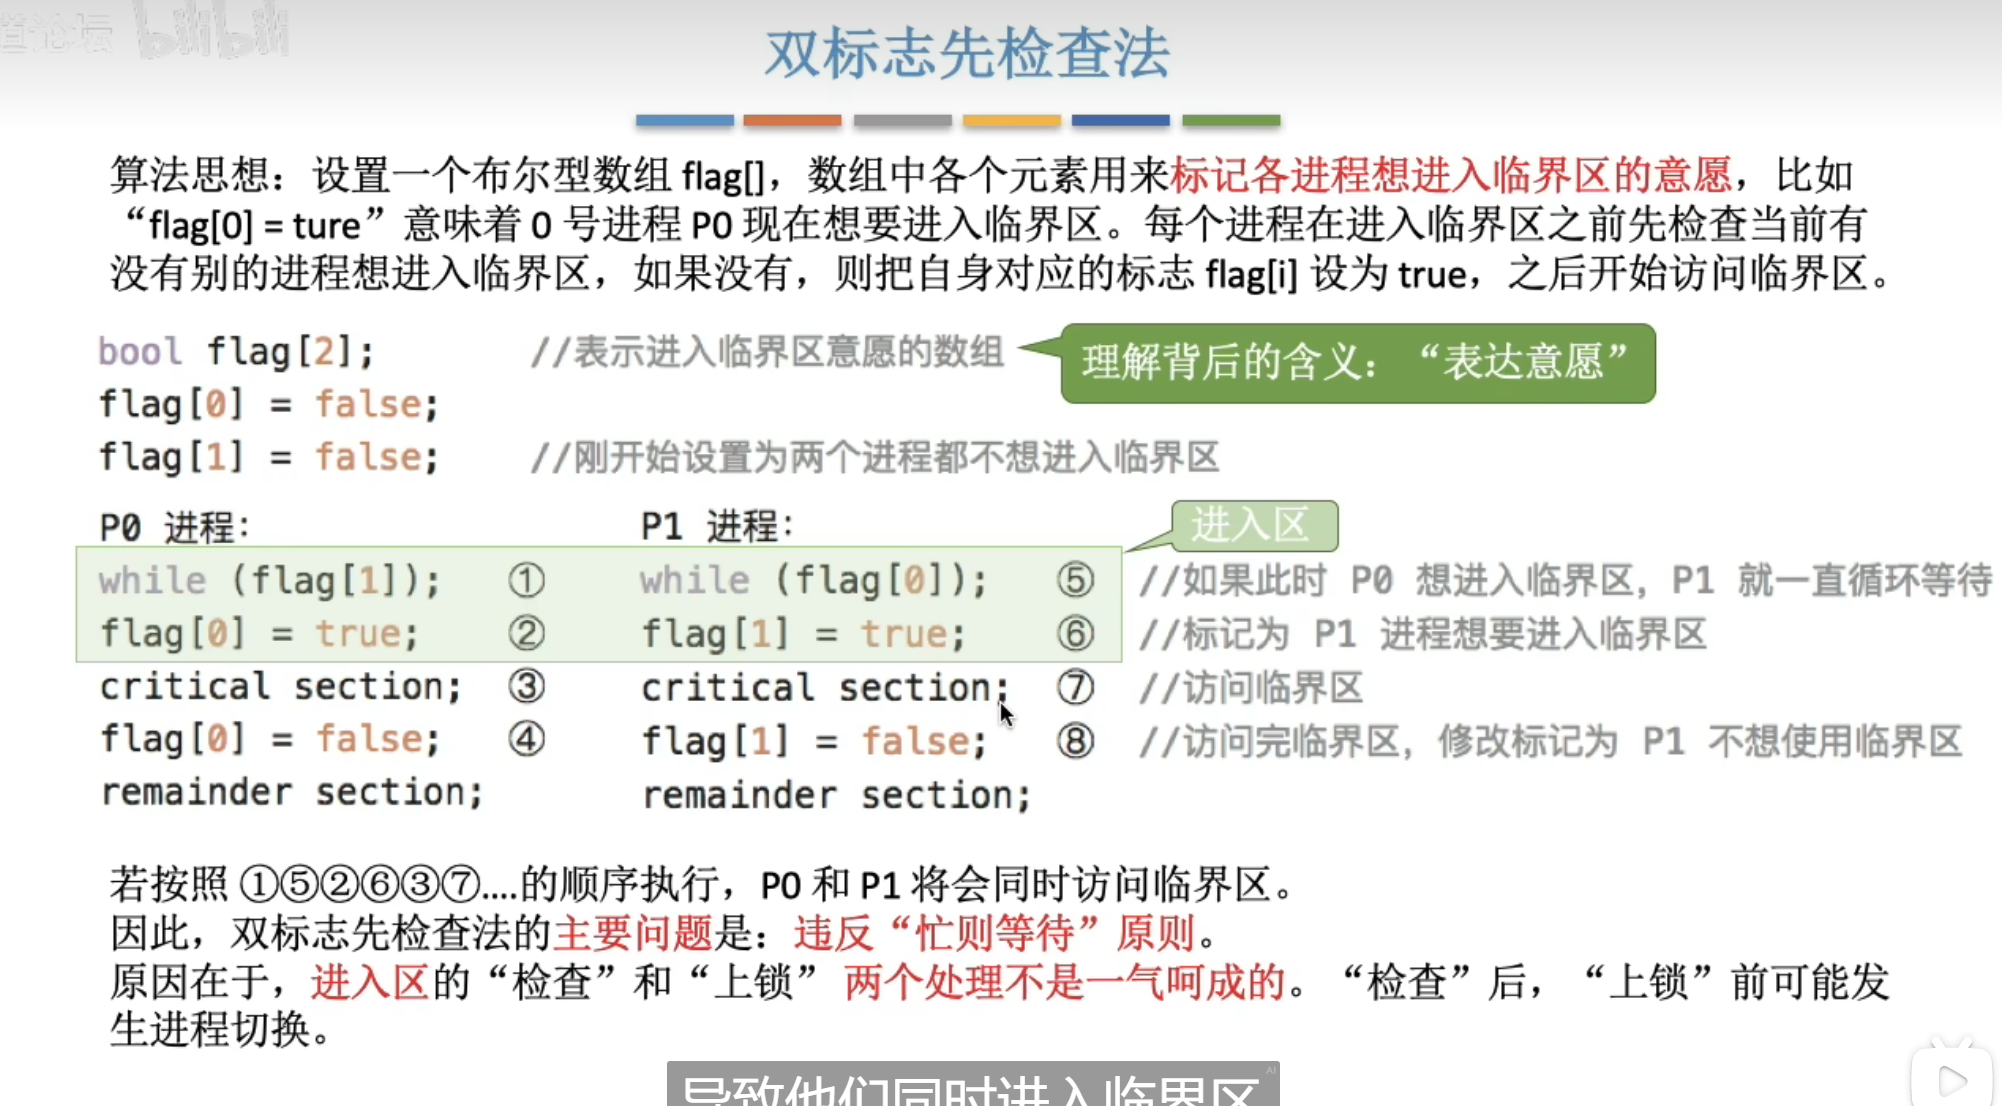 道论坛 bilibili
双标志先检查法
算法思想：设置一个布尔型数组 flag[]，数组中各个元素用来标记各进程想进入临界区的意愿，比如
“flag[0] = ture”意味着 0 号进程 P0 现在想要进入临界区。每个进程在进入临界区之前先检查当前有
没有别的进程想进入临界区，如果没有，则把自身对应的标志 flag[i] 设为 true，之后开始访问临界区。
bool flag[2]; //表示进入临界区意愿的数组 理解背后的含义：“表达意愿”
flag[0] = false;
flag[1] = false; //刚开始设置为两个进程都不想进入临界区
P0 进程： P1 进程： 进入区
while (flag[1]); ① while (flag[0]); ⑤ //如果此时 P0 想进入临界区，P1 就一直循环等待
flag[0] = true; ② flag[1] = true; ⑥ //标记为 P1 进程想要进入临界区
critical section; ③ critical section; ⑦ //访问临界区
flag[0] = false; ④ flag[1] = false; ⑧ //访问完临界区，修改标记为 P1 不想使用临界区
remainder section; remainder section;
若按照 ①⑤②⑥③⑦....的顺序执行，P0 和 P1 将会同时访问临界区。
因此，双标志先检查法的主要问题是：违反“忙则等待”原则。
原因在于，进入区的“检查”和“上锁” 两个处理不是一气呵成的。“检查”后，“上锁”前可能发
生进程切换。
导致他们同时进入临界区 AI